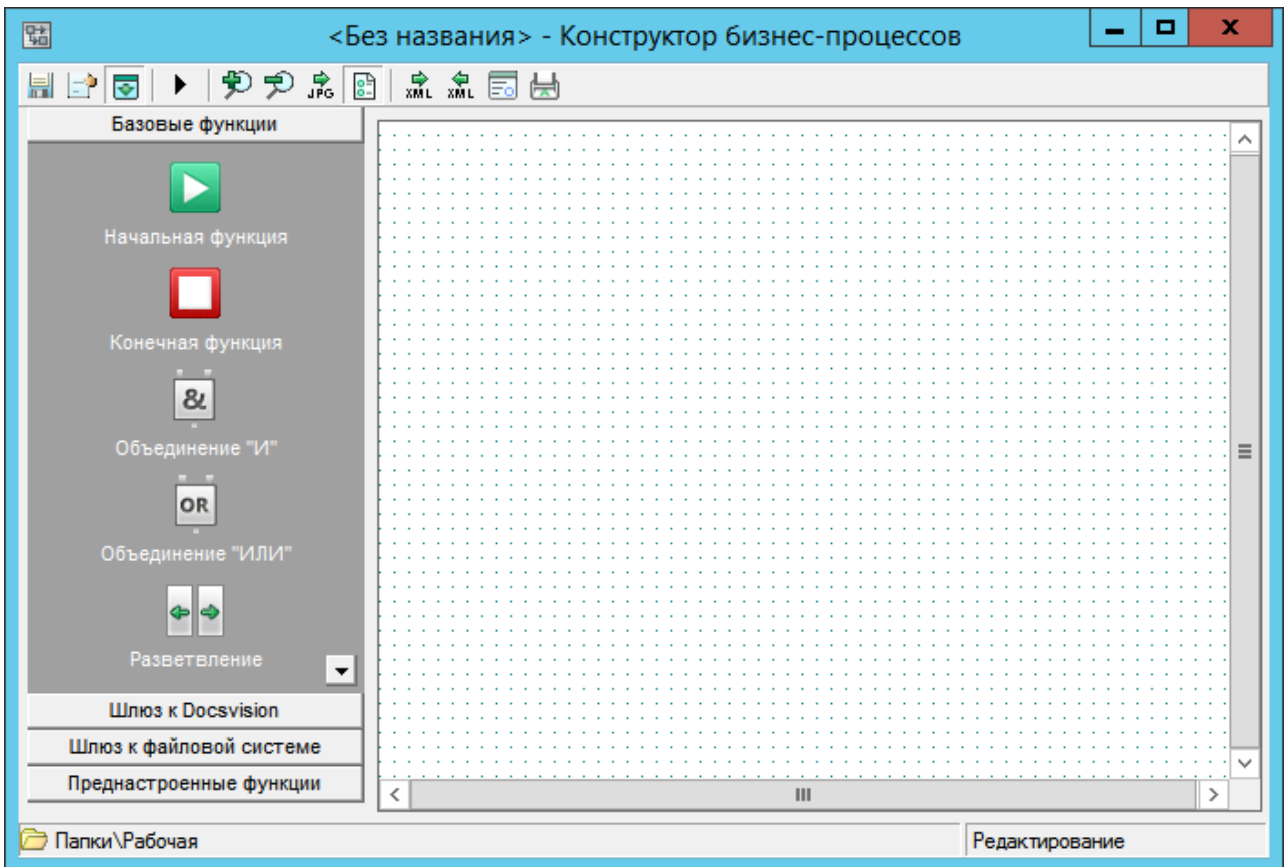 <Без названия> - Конструктор бизнес-процессов
JPG XML XML
Базовые функции
Начальная функция
Конечная функция
&
Объединение "И"
OR
Объединение "ИЛИ"
Разветвление
Шлюз к Docsvision
Шлюз к файловой системе
Преднастроенные функции
Папки\Рабочая
Редактирование